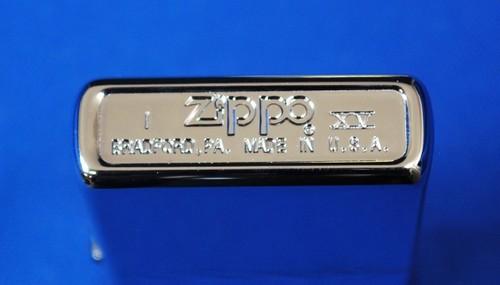 I Zippo ® XV
BRADFORD, PA. MADE IN U.S.A.